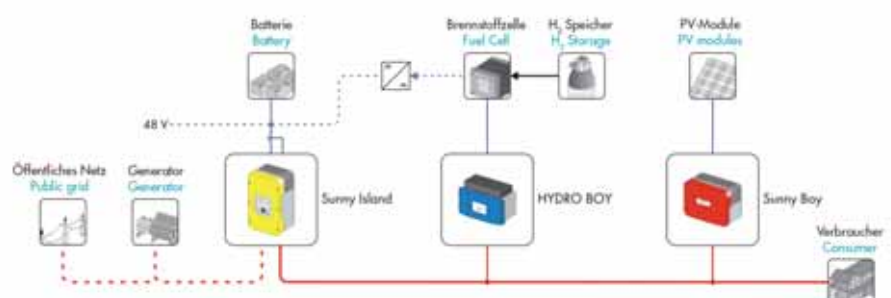 Batterie
Battery
Brennstoffzelle
Fuel Cell
H₂ Speicher
H₂ Storage
PV-Module
PV modules
48 V
Öffentliches Netz
Public grid
Generator
Generator
Sunny Island
HYDRO BOY
Sunny Boy
Verbraucher
Consumer